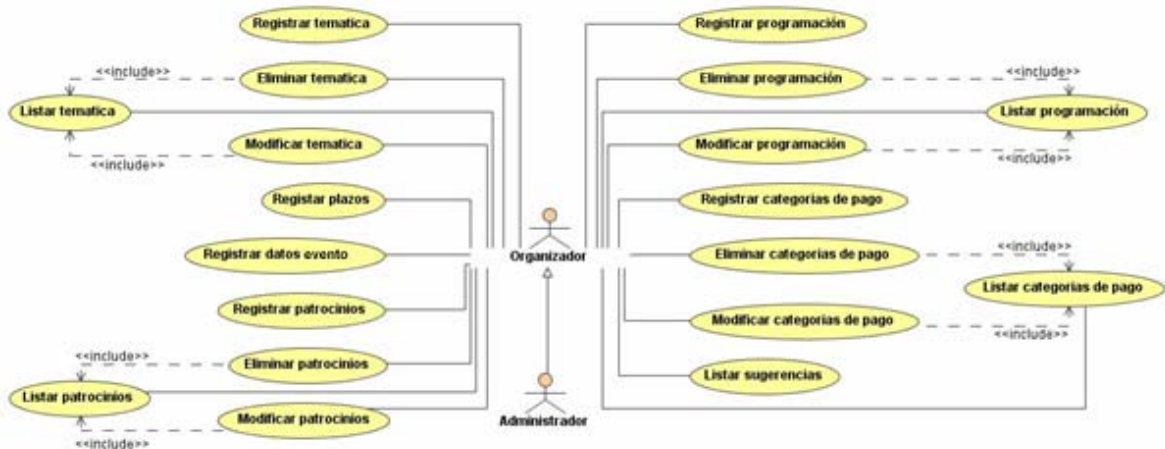 Registrar tematica
Registrar programación
<<include>>
Eliminar tematica
Eliminar programación
<<include>>
Listar tematica
Listar programación
Modificar tematica
Modificar programación
<<include>>
<<include>>
Registar plazos
Registrar categorias de pago
Registrar datos evento
Organizador
Eliminar categorias de pago
<<include>>
Listar categorias de pago
Registrar patrocinios
Modificar categorias de pago
<<include>>
<<include>>
Eliminar patrocinios
Listar sugerencias
Listar patrocinios
Modificar patrocinios
Administrador
<<include>>